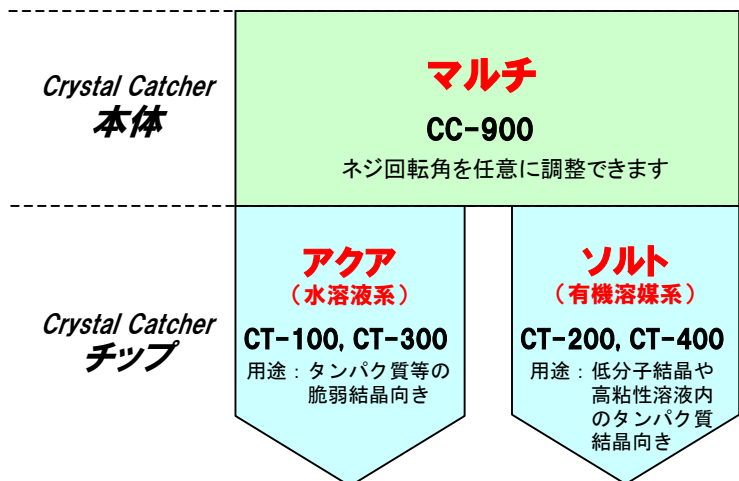 Crystal Catcher
本体
マルチ
CC-900
ネジ回転角を任意に調整できます
Crystal Catcher
チップ
アクア
（水溶液系）
CT-100, CT-300
用途：タンパク質等の
脆弱結晶向き
ソルト
（有機溶媒系）
CT-200, CT-400
用途：低分子結晶や
高粘性溶液内
のタンパク質
結晶向き